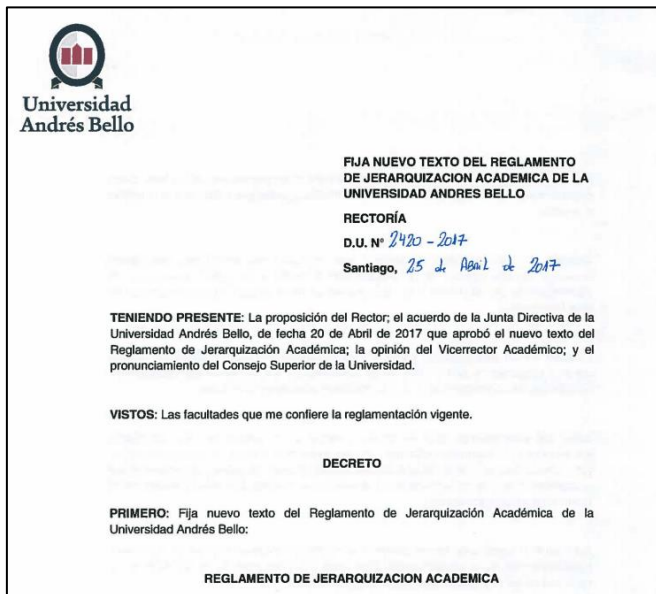 Universidad
Andrés Bello
FIJA NUEVO TEXTO DEL REGLAMENTO
DE JERARQUIZACION ACADEMICA DE LA
UNIVERSIDAD ANDRES BELLO
RECTORÍA
D.U. N° 2420-2017
Santiago, 25 de Abril de 2017
TENIENDO PRESENTE: La proposición del Rector; el acuerdo de la Junta Directiva de la
Universidad Andrés Bello, de fecha 20 de Abril de 2017 que aprobó el nuevo texto del
Reglamento de Jerarquización Académica; la opinión del Vicerrector Académico; y el
pronunciamiento del Consejo Superior de la Universidad.
VISTOS: Las facultades que me confiere la reglamentación vigente.
DECRETO
PRIMERO: Fija nuevo texto del Reglamento de Jerarquización Académica de la
Universidad Andrés Bello:
REGLAMENTO DE JERARQUIZACION ACADEMICA